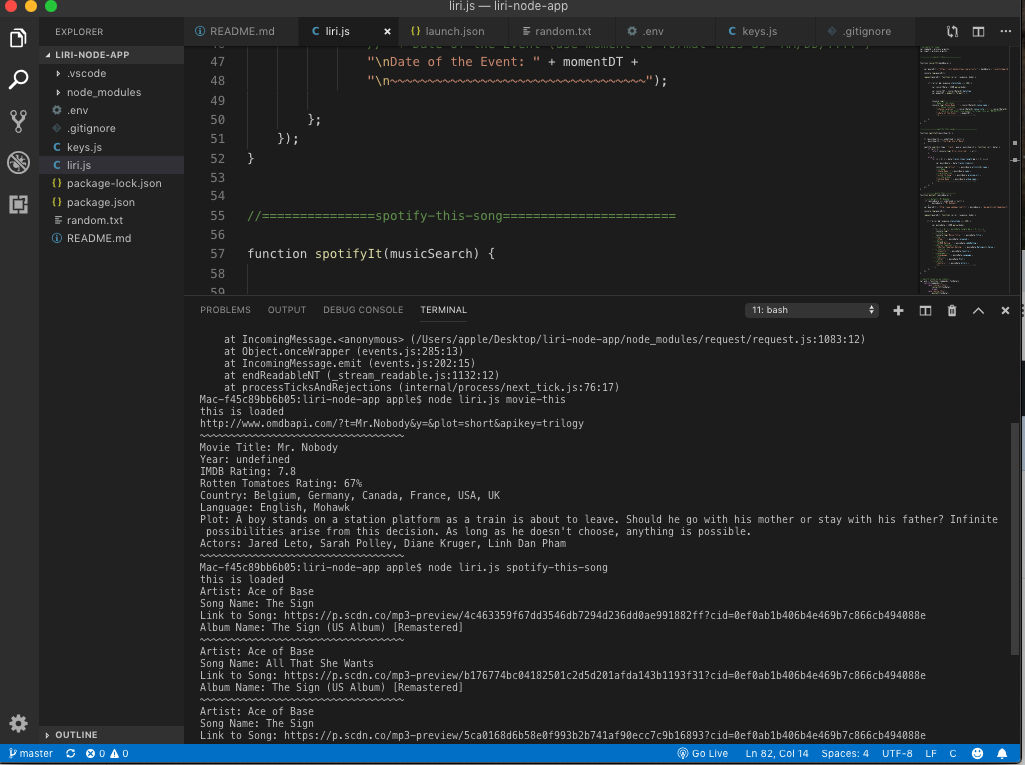 liri.js — liri-node-app
EXPLORER
README.md
liri.js
launch.json
random.txt
.env
keys.js
.gitignore
LIRI-NODE-APP
.vscode
node_modules
.env
.gitignore
keys.js
liri.js
package-lock.json
package.json
random.txt
README.md
47 "\nDate of the Event: " + momentDT +
48 "\n~~~~~~~~~~~~~~~~~~~~~~~~~~~~~~~~~~");
49
50 };
51 });
52 }
53
54
55 //===============spotify-this-song=======================
56
57 function spotifyIt(musicSearch) {
58
59
PROBLEMS OUTPUT DEBUG CONSOLE TERMINAL 11: bash
at IncomingMessage.<anonymous> (/Users/apple/Desktop/liri-node-app/node_modules/request/request.js:1083:12)
at Object.onceWrapper (events.js:285:13)
at IncomingMessage.emit (events.js:202:15)
at endReadableNT (_stream_readable.js:1132:12)
at processTicksAndRejections (internal/process/next_tick.js:76:17)
Mac-f45c89bb6b05:liri-node-app apple$ node liri.js movie-this
this is loaded
http://www.omdbapi.com/?t=Mr.Nobody&y=&plot=short&apikey=trilogy
~~~~~~~~~~~~~~~~~~~~~~~~~~~~~~~~~~
Movie Title: Mr. Nobody
Year: undefined
IMDB Rating: 7.8
Rotten Tomatoes Rating: 67%
Country: Belgium, Germany, Canada, France, USA, UK
Language: English, Mohawk
Plot: A boy stands on a station platform as a train is about to leave. Should he go with his mother or stay with his father? Infinite
possibilities arise from this decision. As long as he doesn't choose, anything is possible.
Actors: Jared Leto, Sarah Polley, Diane Kruger, Linh Dan Pham
~~~~~~~~~~~~~~~~~~~~~~~~~~~~~~~~~~
Mac-f45c89bb6b05:liri-node-app apple$ node liri.js spotify-this-song
this is loaded
Artist: Ace of Base
Song Name: The Sign
Link to Song: https://p.scdn.co/mp3-preview/4c463359f67dd3546db7294d236dd0ae991882ff?cid=0ef0ab1b406b4e469b7c866cb494088e
Album Name: The Sign (US Album) [Remastered]
~~~~~~~~~~~~~~~~~~~~~~~~~~~~~~~~~~
Artist: Ace of Base
Song Name: All That She Wants
Link to Song: https://p.scdn.co/mp3-preview/b176774bc04182501c2d5d201afda143b1193f31?cid=0ef0ab1b406b4e469b7c866cb494088e
Album Name: The Sign (US Album) [Remastered]
~~~~~~~~~~~~~~~~~~~~~~~~~~~~~~~~~~
Artist: Ace of Base
Song Name: The Sign
Link to Song: https://p.scdn.co/mp3-preview/5ca0168d6b58e0f993b2b741af90ecc7c9b16893?cid=0ef0ab1b406b4e469b7c866cb494088e
OUTLINE
master 0 0 Go Live Ln 82, Col 14 Spaces: 4 UTF-8 LF C